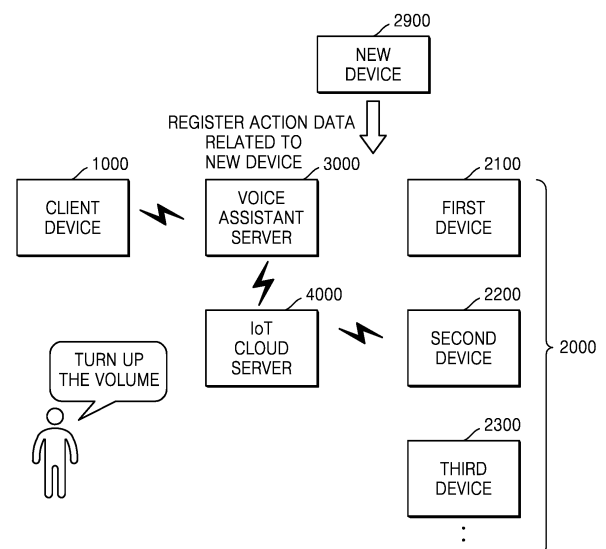 2900
NEW
DEVICE
REGISTER ACTION DATA
RELATED TO
NEW DEVICE
1000
CLIENT
DEVICE
3000
VOICE
ASSISTANT
SERVER
2100
FIRST
DEVICE
4000
IoT
CLOUD
SERVER
2200
SECOND
DEVICE
2000
TURN UP
THE VOLUME
2300
THIRD
DEVICE